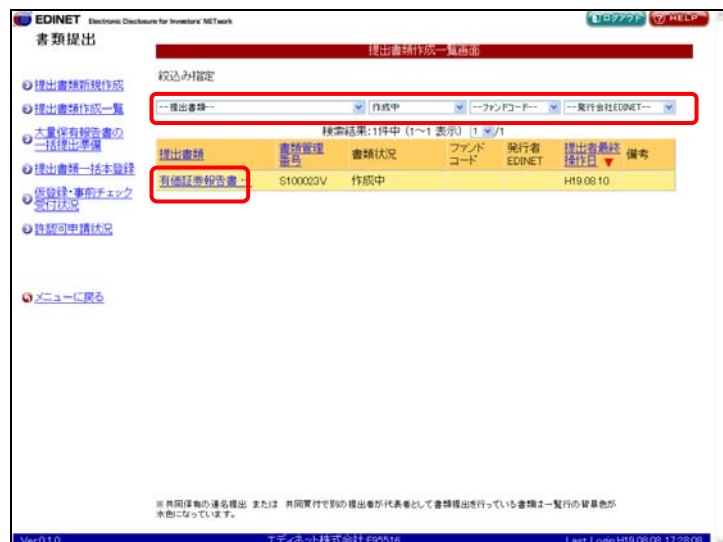 EDINET Electronic Disclosure for Investors' NETwork
ログアウト HELP
書類提出
提出書類作成一覧画面
絞込み指定
提出書類新規作成
提出書類作成一覧
大量保有報告書の
一括提出準備
提出書類一括本登録
仮登録・事前チェック
受付状況
許認可申請状況
メニューに戻る
--提出書類-- 作成中 --ファンドコード-- --発行会社EDINET--
検索結果:1件中 (1~1 表示) 1 /1
提出書類 書類管理番号 書類状況 ファンドコード 発行者EDINET 提出者最終操作日 ▼ 備考
有価証券報告書… S100023V 作成中 H19.08.10
※共同保有の連名提出 または 共同買付で別の提出者が代表者として書類提出を行っている書類は一覧行の背景色が
水色になっています。
Ver.0.1.0 エディネット株式会社 E95516 Last Login:H19.08.08 17:28:08